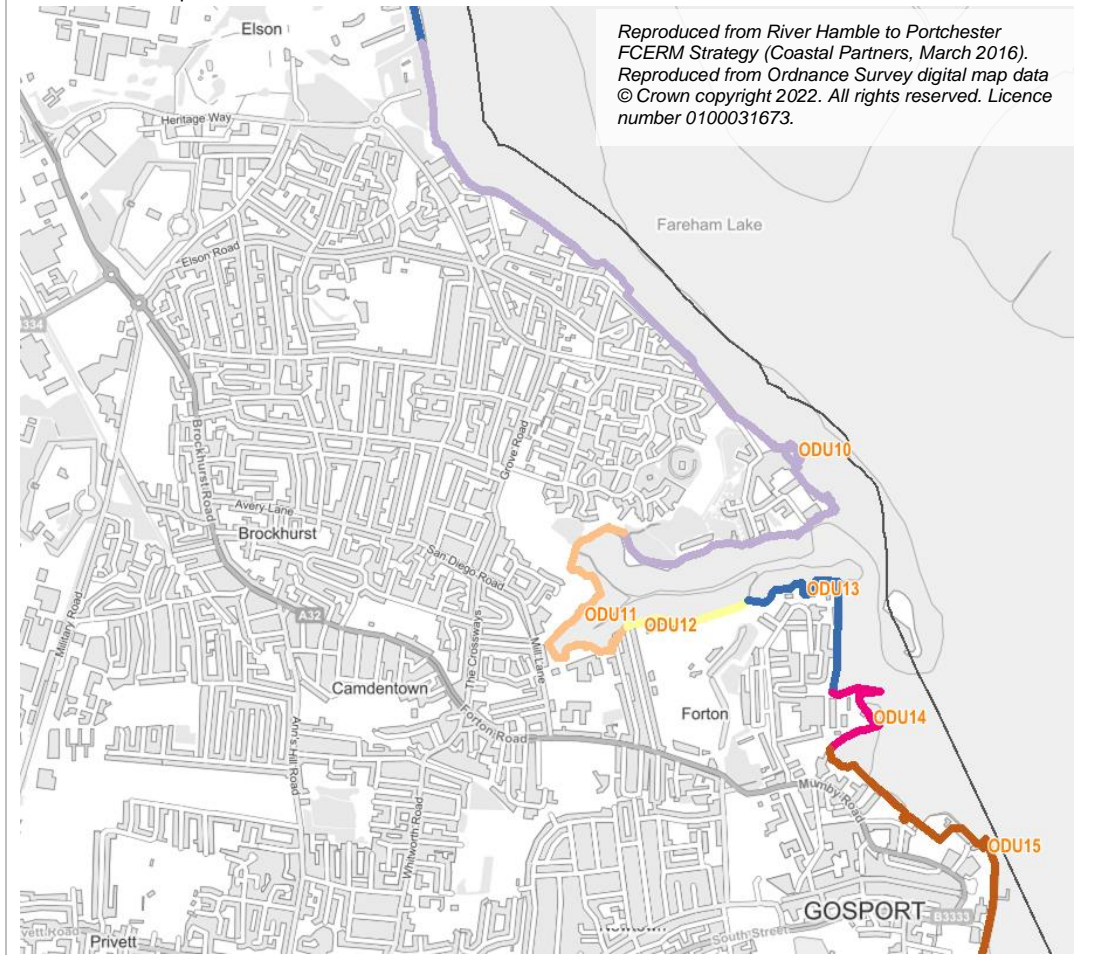 Reproduced from River Hamble to Portchester
FCERM Strategy (Coastal Partners, March 2016).
Reproduced from Ordnance Survey digital map data
© Crown copyright 2022. All rights reserved. Licence
number 0100031673.
Elson
Heritage Way
Fareham Lake
Elson Road
Grove Road
ODU10
Brockhurst Road
Avery Lane
Brockhurst
San Diego Road
ODU13
ODU11
ODU12
Military Road
A32
The Crossways
Mill Lane
Camdentown
Forton Road
Forton
ODU14
Ann's Hill Road
Mumby Road
Whitworth Road
ODU15
GOSPORT
B3333
South Street
Privett